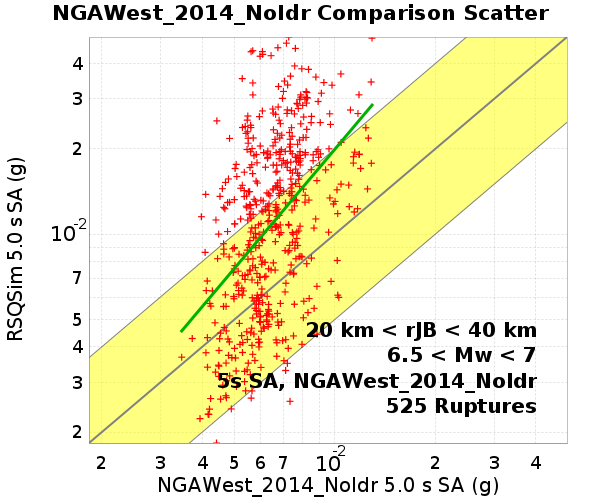 NGAWest_2014_NoIdr Comparison Scatter
RSQSim 5.0 s SA (g)
4
3
2
10-2
7
5
4
3
2
20 km < rJB < 40 km
6.5 < Mw < 7
5s SA, NGAWest_2014_NoIdr
525 Ruptures
2 3 4 5 6 7 10-2 2 3 4
NGAWest_2014_NoIdr 5.0 s SA (g)